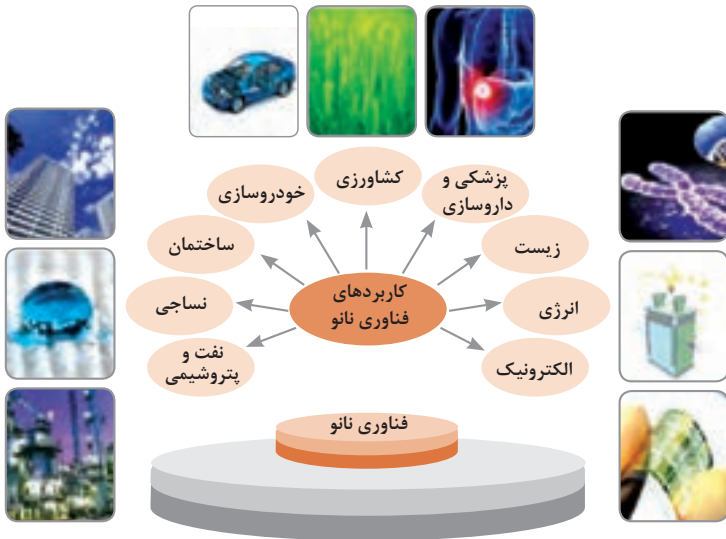 کشاورزی
پزشکی و
داروسازی
خودروسازی
زیست
ساختمان
انرژی
کاربردهای
فناوری نانو
نساجی
الکترونیک
نفت و
پتروشیمی
فناوری نانو